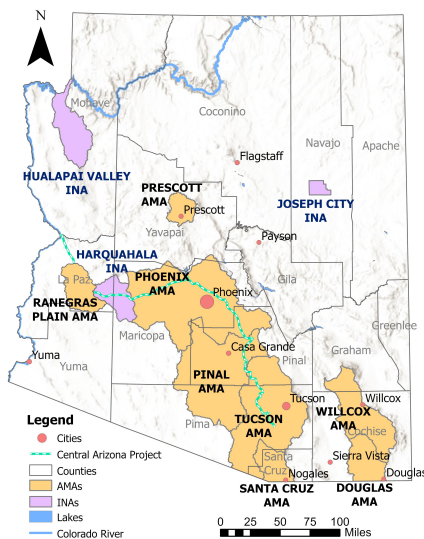 N
Mohave
Coconino
Navajo
Apache
Flagstaff
HUALAPAI VALLEY
INA
PRESCOTT
AMA
Prescott
Yavapai
JOSEPH CITY
INA
Payson
HARQUAHALA
INA
La Paz
PHOENIX
AMA
Phoenix
Gila
RANEGRAS
PLAIN AMA
Maricopa
Greenlee
Yuma
Yuma
Casa Grande
Pinal
Graham
PINAL
AMA
Tucson
TUCSON
AMA
Pima
WILLCOX
AMA
Willcox
Cochise
Santa
Cruz
Sierra Vista
Nogales
Douglas
SANTA CRUZ
AMA
DOUGLAS
AMA
Legend
Cities
Central Arizona Project
Counties
AMAs
INAs
Lakes
Colorado River
0 25 50 75 100
Miles